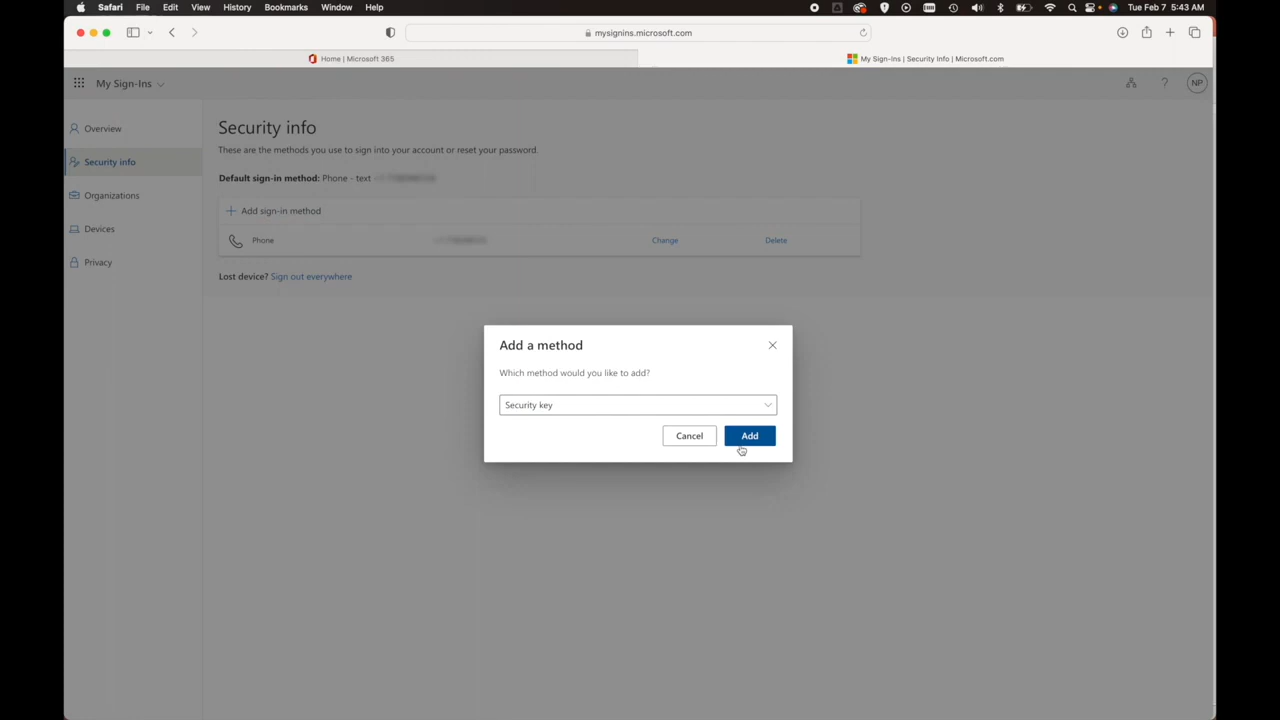 Safari File Edit View History Bookmarks Window Help Tue Feb 7 5:43 AM
mysignins.microsoft.com
Home | Microsoft 365 My Sign-Ins | Security Info | Microsoft.com
My Sign-Ins ? NP
Overview
Security info
Organizations
Devices
Privacy
Security info
These are the methods you use to sign into your account or reset your password.
Default sign-in method: Phone - text
Add sign-in method
Phone Change Delete
Lost device? Sign out everywhere
Add a method
Which method would you like to add?
Security key
Cancel Add